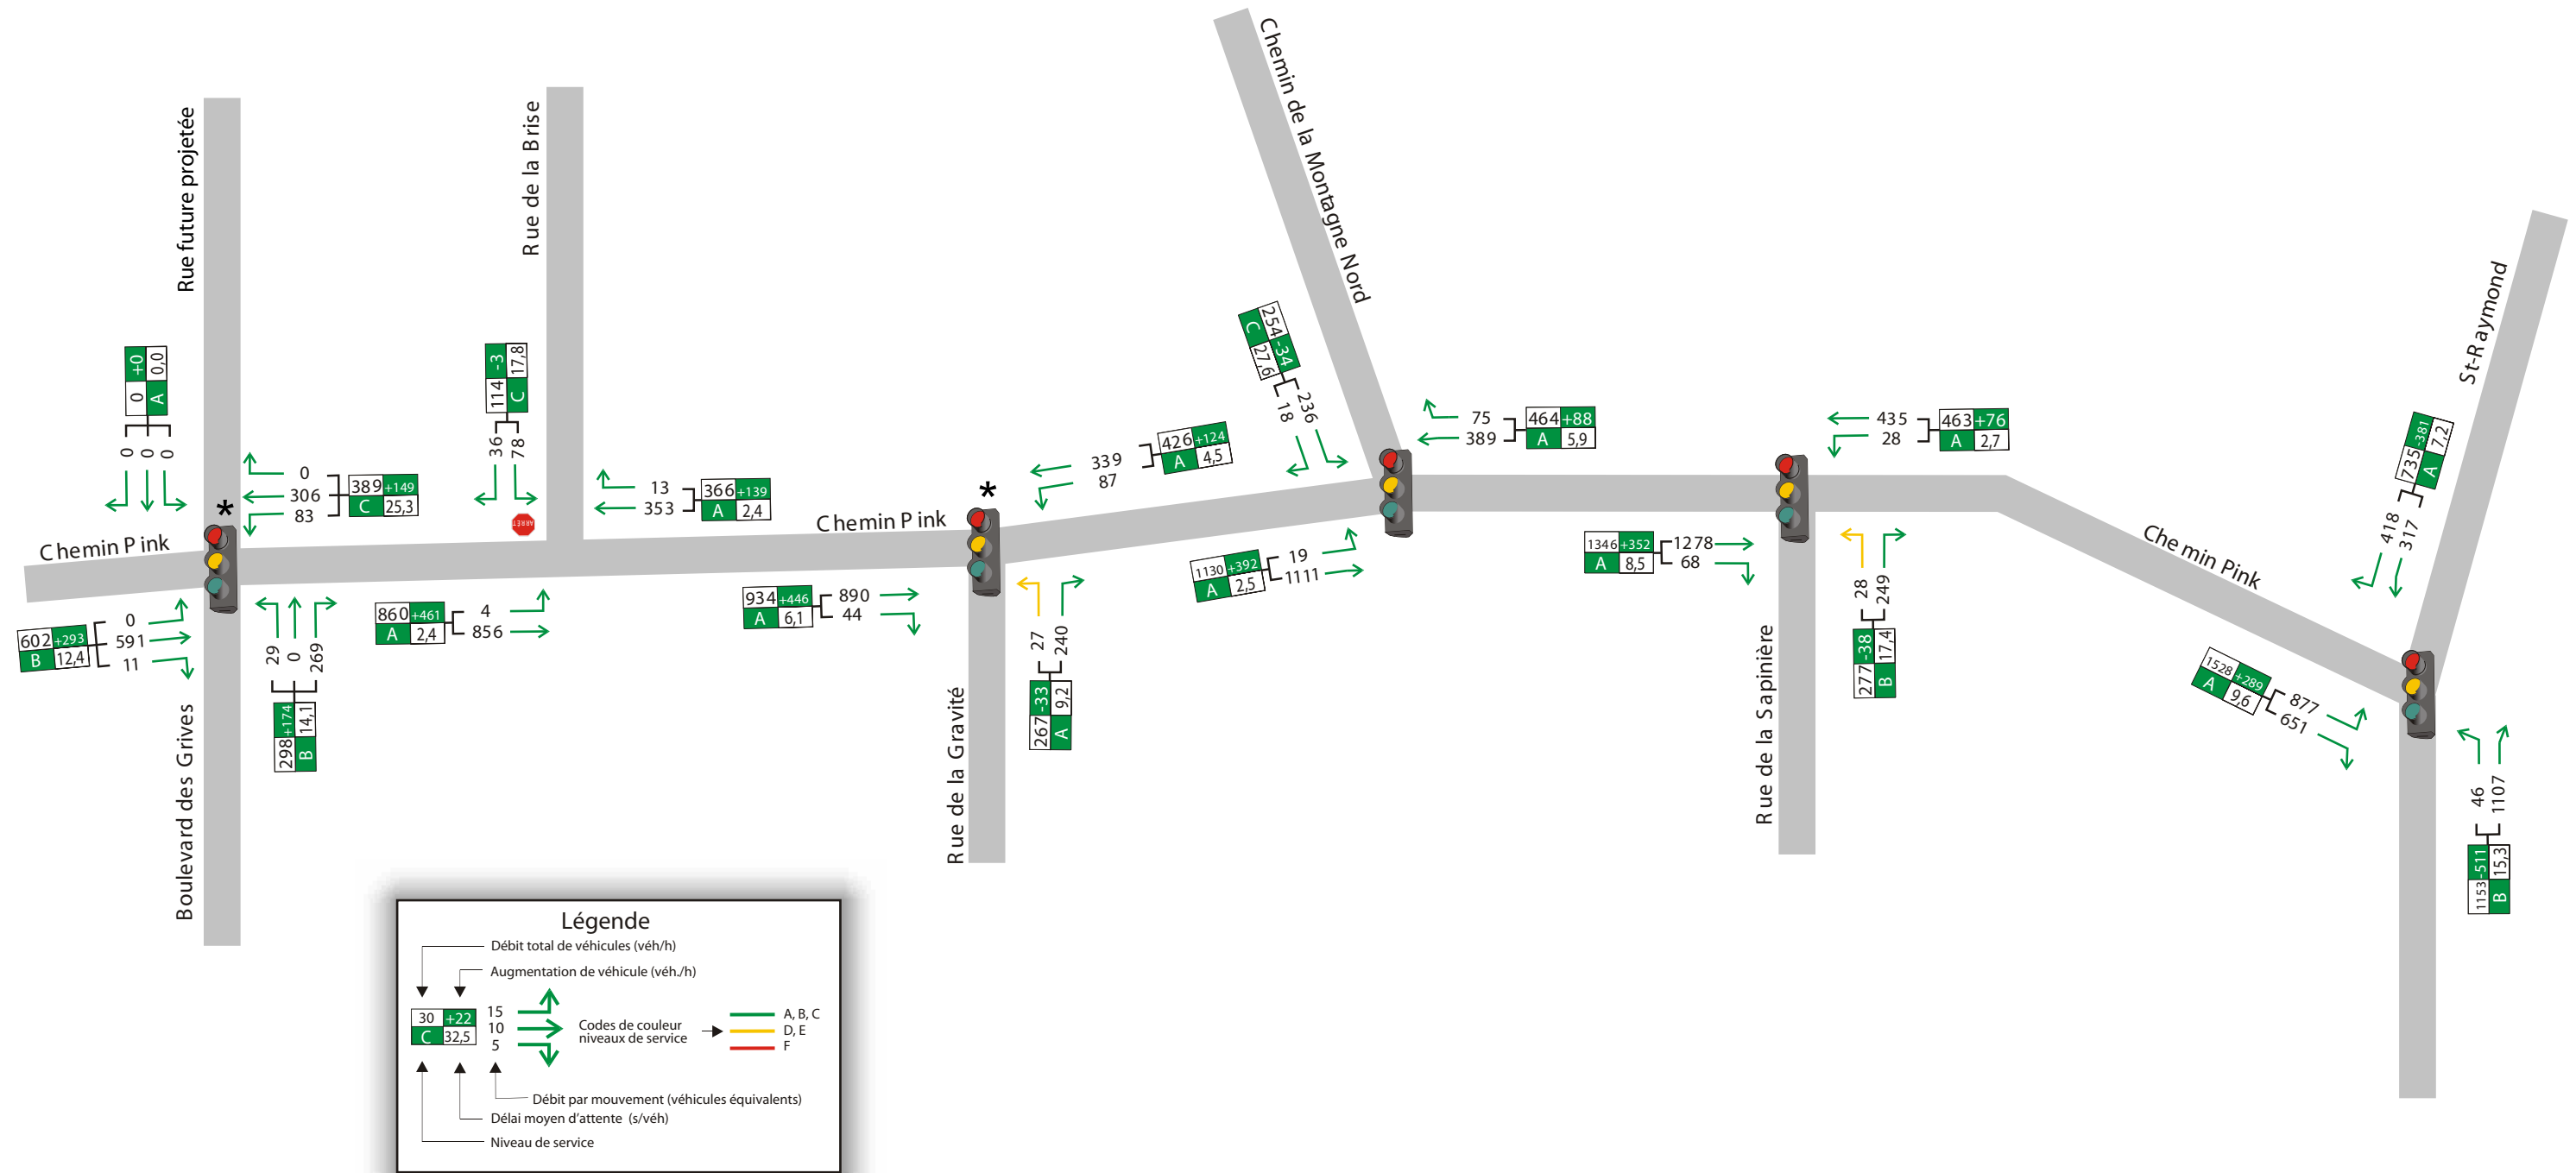 Rue future projetée
+0 0,0
0 A
0 0 0
0
306
83
389 +149
C 25,3
*
Chemin Pink
602 +293
B 12,4
0
591
11
Boulevard des Grives
29 0 269
298 +174
B 14,1
Rue de la Brise
114 -3
C 17,8
36 78
ARRÊT
13
353
366 +139
A 2,4
860 +461
A 2,4
4
856
Chemin Pink
934 +446
A 6,1
890
44
*
Rue de la Gravité
27 240
267 -33
A 9,2
339
87
426 +124
A 4,5
Chemin de la Montagne Nord
254 -34
C 27,6
18 236
1130 +392
A 2,5
19
1111
75
389
464 +88
A 5,9
1346 +352
A 8,5
1278
68
Rue de la Sapinière
28 249
277 -38
B 17,4
435
28
463 +76
A 2,7
Chemin Pink
St-Raymond
735 -381
A 7,2
418 317
1528 +289
A 9,6
877
651
46 1107
1153 -511
B 15,3
Légende
Débit total de véhicules (véh/h)
Augmentation de véhicule (véh./h)
30 +22
C 32,5
15
10
5
Codes de couleur
niveaux de service
A, B, C
D, E
F
Débit par mouvement (véhicules équivalents)
Délai moyen d'attente (s/véh)
Niveau de service